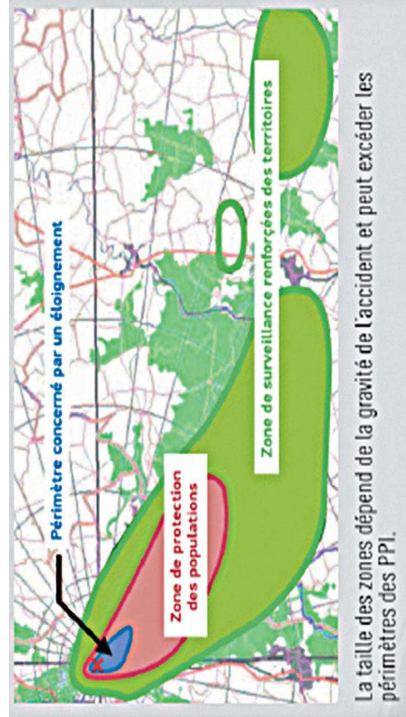 Périmètre concerné par un éloignement
Zone de protection
des populations
Zone de surveillance renforçées des territoires
La taille des zones dépend de la gravité de l'accident et peut excéder les
périmètres des PPI.